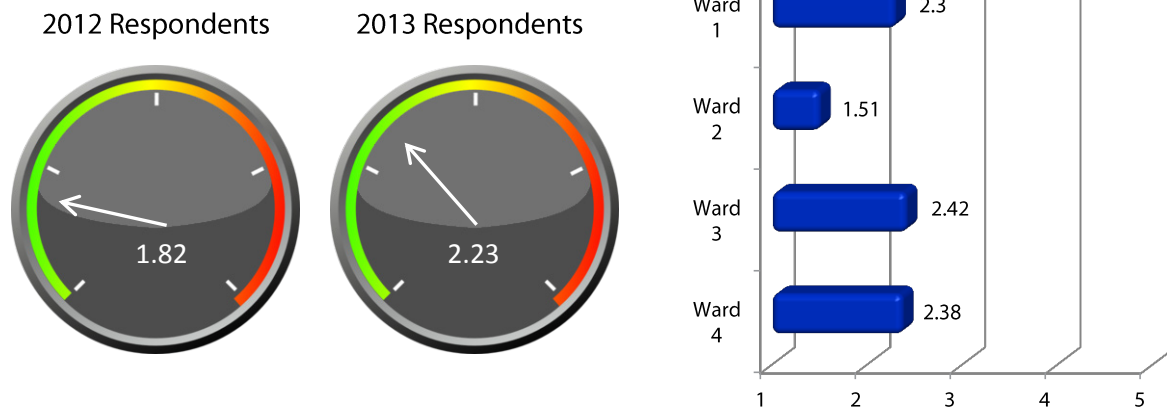 2012 Respondents
2013 Respondents
1.82
2.23
Ward
1
2.3
Ward
2
1.51
Ward
3
2.42
Ward
4
2.38
1 2 3 4 5